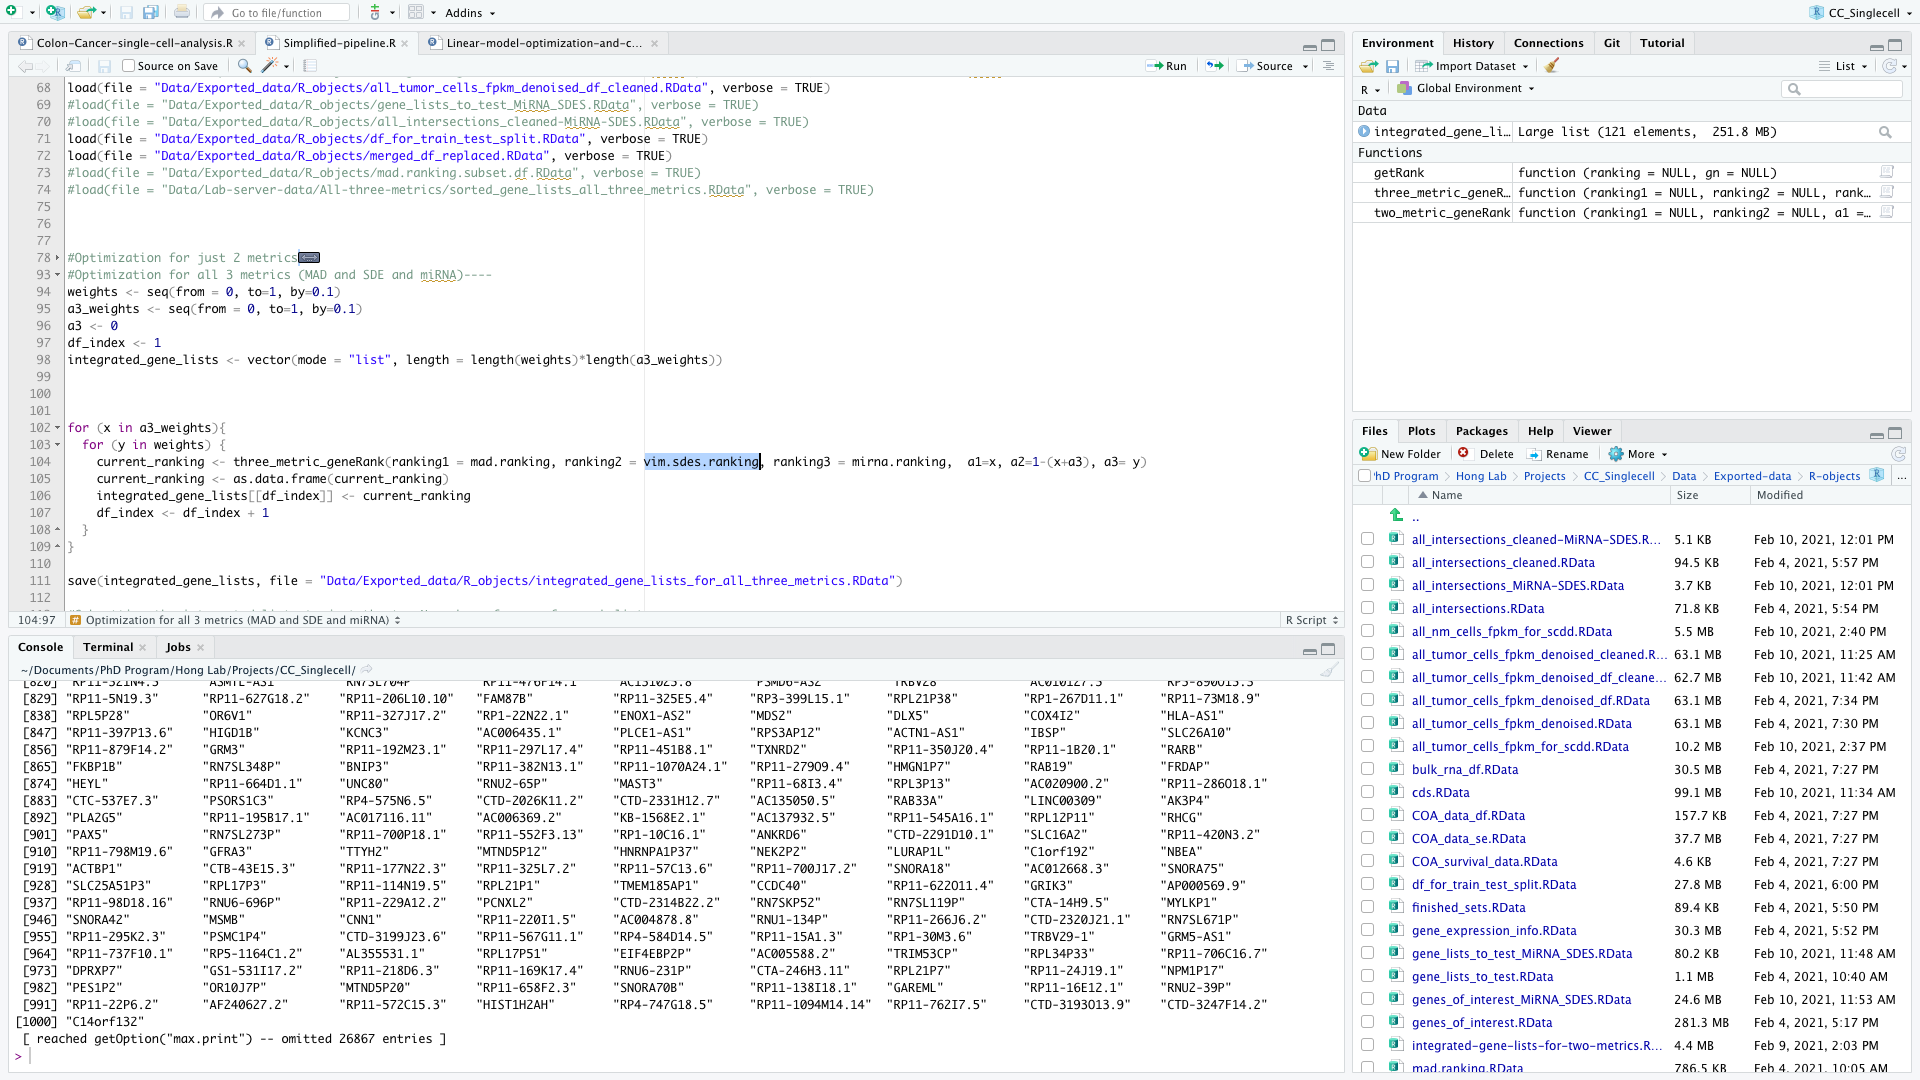 Go to file/function
Addins
CC_Singlecell
Colon-Cancer-single-cell-analysis.R
Simplified-pipeline.R
Linear-model-optimization-and-c...
Source on Save
Run
Source
68 load(file = "Data/Exported_data/R_objects/all_tumor_cells_fpkm_denoised_df_cleaned.RData", verbose = TRUE)
69 #load(file = "Data/Exported_data/R_objects/gene_lists_to_test_MiRNA_SDES.RData", verbose = TRUE)
70 #load(file = "Data/Exported_data/R_objects/all_intersections_cleaned-MiRNA-SDES.RData", verbose = TRUE)
71 load(file = "Data/Exported_data/R_objects/df_for_train_test_split.RData", verbose = TRUE)
72 load(file = "Data/Exported_data/R_objects/merged_df_replaced.RData", verbose = TRUE)
73 #load(file = "Data/Exported_data/R_objects/mad.ranking.subset.df.RData", verbose = TRUE)
74 #load(file = "Data/Lab-server-data/All-three-metrics/sorted_gene_lists_all_three_metrics.RData", verbose = TRUE)
75
76
77
78 #Optimization for just 2 metrics
93 #Optimization for all 3 metrics (MAD and SDE and miRNA)----
94 weights <- seq(from = 0, to=1, by=0.1)
95 a3_weights <- seq(from = 0, to=1, by=0.1)
96 a3 <- 0
97 df_index <- 1
98 integrated_gene_lists <- vector(mode = "list", length = length(weights)*length(a3_weights))
99
100
101
102 for (x in a3_weights){
103 for (y in weights) {
104 current_ranking <- three_metric_geneRank(ranking1 = mad.ranking, ranking2 = vim.sdes.ranking, ranking3 = mirna.ranking,  a1=x, a2=1-(x+a3), a3= y)
105 current_ranking <- as.data.frame(current_ranking)
106 integrated_gene_lists[[df_index]] <- current_ranking
107 df_index <- df_index + 1
108 }
109 }
110
111 save(integrated_gene_lists, file = "Data/Exported_data/R_objects/integrated_gene_lists_for_all_three_metrics.RData")
112
104:97 Optimization for all 3 metrics (MAD and SDE and miRNA) R Script
Console Terminal Jobs
~/Documents/PhD Program/Hong Lab/Projects/CC_Singlecell/
[829] "RP11-5N19.3" "RP11-627G18.2" "RP11-206L10.10" "FAM87B" "RP11-325E5.4" "RP3-399L15.1" "RPL21P38" "RP1-267D11.1" "RP11-73M18.9"
[838] "RPL5P28" "OR6V1" "RP11-327J17.2" "RP1-22N22.1" "ENOX1-AS2" "MDS2" "DLX5" "COX4I2" "HLA-AS1"
[847] "RP11-397P13.6" "HIGD1B" "KCNC3" "AC006435.1" "PLCE1-AS1" "RPS3AP12" "ACTN1-AS1" "IBSP" "SLC26A10"
[856] "RP11-879F14.2" "GRM3" "RP11-192M23.1" "RP11-297L17.4" "RP11-451B8.1" "TXNRD2" "RP11-350J20.4" "RP11-1B20.1" "RARB"
[865] "FKBP1B" "RN7SL348P" "BNIP3" "RP11-382N13.1" "RP11-1070A24.1" "RP11-279O9.4" "HMGN1P7" "RAB19" "FRDAP"
[874] "HEYL" "RP11-664D1.1" "UNC80" "RNU2-65P" "MAST3" "RP11-68I3.4" "RPL3P13" "AC020900.2" "RP11-286O18.1"
[883] "CTC-537E7.3" "PSORS1C3" "RP4-575N6.5" "CTD-2026K11.2" "CTD-2331H12.7" "AC135050.5" "RAB33A" "LINC00309" "AK3P4"
[892] "PLAZG5" "RP11-195B17.1" "AC017116.11" "AC006369.2" "KB-1568E2.1" "AC137932.5" "RP11-545A16.1" "RPL12P11" "RHCG"
[901] "PAX5" "RN7SL273P" "RP11-700P18.1" "RP11-552F3.13" "RP1-10C16.1" "ANKRD6" "CTD-2291D10.1" "SLC16A2" "RP11-420N3.2"
[910] "RP11-798M19.6" "GFRA3" "TTYH2" "MTND5P12" "HNRNPA1P37" "NEK2P2" "LURAP1L" "C1orf192" "NBEA"
[919] "ACTBP1" "CTB-43E15.3" "RP11-177N22.3" "RP11-325L7.2" "RP11-57C13.6" "RP11-700J17.2" "SNORA18" "AC012668.3" "SNORA75"
[928] "SLC25A51P3" "RPL17P3" "RP11-114N19.5" "RPL21P1" "TMEM185AP1" "CCDC40" "RP11-622O11.4" "GRIK3" "AP000569.9"
[937] "RP11-98D18.16" "RNU6-696P" "RP11-229A12.2" "PCNXL2" "CTD-2314B22.2" "RN7SKP52" "RN7SL119P" "CTA-14H9.5" "MYLKP1"
[946] "SNORA42" "MSMB" "CNN1" "RP11-220I1.5" "AC004878.8" "RNU1-134P" "RP11-266J6.2" "CTD-2320J21.1" "RN7SL671P"
[955] "RP11-295K2.3" "PSMC1P4" "CTD-3199J23.6" "RP11-567G11.1" "RP4-584D14.5" "RP11-15A1.3" "RP1-30M3.6" "TRBV29-1" "GRM5-AS1"
[964] "RP11-737F10.1" "RP5-1164C1.2" "AL355531.1" "RPL17P51" "EIF4EBP2P" "AC005588.2" "TRIM53CP" "RPL34P33" "RP11-706C16.7"
[973] "DPRXP7" "GS1-531I17.2" "RP11-218D6.3" "RP11-169K17.4" "RNU6-231P" "CTA-246H3.11" "RPL21P7" "RP11-24J19.1" "NPM1P17"
[982] "PES1P2" "OR10J7P" "MTND5P20" "RP11-658F2.3" "SNORA70B" "RP11-138I18.1" "GAREML" "RP11-16E12.1" "RNU2-39P"
[991] "RP11-22P6.2" "AF240627.2" "RP11-572C15.3" "HIST1H2AH" "RP4-747G18.5" "RP11-1094M14.14" "RP11-762I7.5" "CTD-3193O13.9" "CTD-3247F14.2"
[1000] "C14orf132"
[ reached getOption("max.print") -- omitted 26867 entries ]
>
Environment History Connections Git Tutorial
Import Dataset List
R Global Environment
Data
integrated_gene_li... Large list (121 elements, 251.8 MB)
Functions
getRank function (ranking = NULL, gn = NULL)
three_metric_geneR... function (ranking1 = NULL, ranking2 = NULL, rank...
two_metric_geneRank function (ranking1 = NULL, ranking2 = NULL, a1 =...
Files Plots Packages Help Viewer
New Folder Delete Rename More
PhD Program Hong Lab Projects CC_Singlecell Data Exported-data R-objects ...
Name Size Modified
..
all_intersections_cleaned-MiRNA-SDES.R... 5.1 KB Feb 10, 2021, 12:01 PM
all_intersections_cleaned.RData 94.5 KB Feb 4, 2021, 5:57 PM
all_intersections_MiRNA-SDES.RData 3.7 KB Feb 10, 2021, 12:01 PM
all_intersections.RData 71.8 KB Feb 4, 2021, 5:54 PM
all_nm_cells_fpkm_for_scdd.RData 5.5 MB Feb 10, 2021, 2:40 PM
all_tumor_cells_fpkm_denoised_cleaned.R... 63.1 MB Feb 10, 2021, 11:25 AM
all_tumor_cells_fpkm_denoised_df_cleane... 62.7 MB Feb 10, 2021, 11:42 AM
all_tumor_cells_fpkm_denoised_df.RData 63.1 MB Feb 4, 2021, 7:34 PM
all_tumor_cells_fpkm_denoised.RData 63.1 MB Feb 4, 2021, 7:30 PM
all_tumor_cells_fpkm_for_scdd.RData 10.2 MB Feb 10, 2021, 2:37 PM
bulk_rna_df.RData 30.5 MB Feb 4, 2021, 7:27 PM
cds.RData 99.1 MB Feb 10, 2021, 11:34 AM
COA_data_df.RData 157.7 KB Feb 4, 2021, 7:27 PM
COA_data_se.RData 37.7 MB Feb 4, 2021, 7:27 PM
COA_survival_data.RData 4.6 KB Feb 4, 2021, 7:27 PM
df_for_train_test_split.RData 27.8 MB Feb 4, 2021, 6:00 PM
finished_sets.RData 89.4 KB Feb 4, 2021, 5:50 PM
gene_expression_info.RData 30.3 MB Feb 4, 2021, 5:52 PM
gene_lists_to_test_MiRNA_SDES.RData 80.2 KB Feb 10, 2021, 11:48 AM
gene_lists_to_test.RData 1.1 MB Feb 4, 2021, 10:40 AM
genes_of_interest_MiRNA_SDES.RData 24.6 MB Feb 10, 2021, 11:53 AM
genes_of_interest.RData 281.3 MB Feb 4, 2021, 5:17 PM
integrated-gene-lists-for-two-metrics.R... 4.4 MB Feb 9, 2021, 2:03 PM
mad.ranking.RData 786.5 KB Feb 4, 2021, 10:05 AM